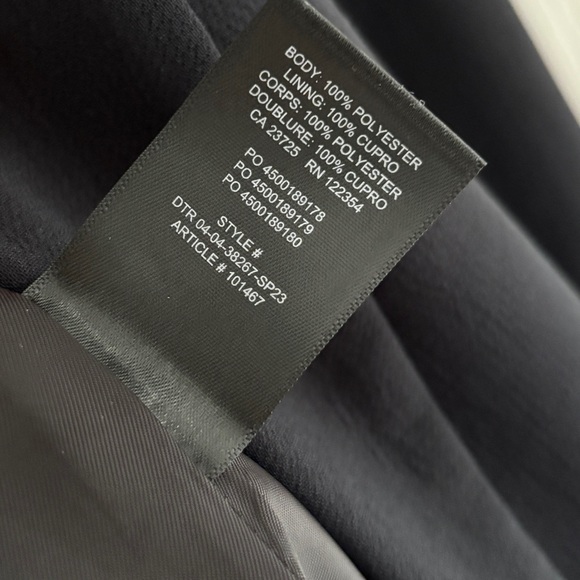 BODY: 100% POLYESTER
LINING: 100% CUPRO
CORPS: 100% POLYESTER
DOUBLURE: 100% CUPRO
CA 23725 RN 122354
PO 4500189178
PO 4500189179
PO 4500189180
STYLE #
DTR 04-04-38267-SP23
ARTICLE # 101467